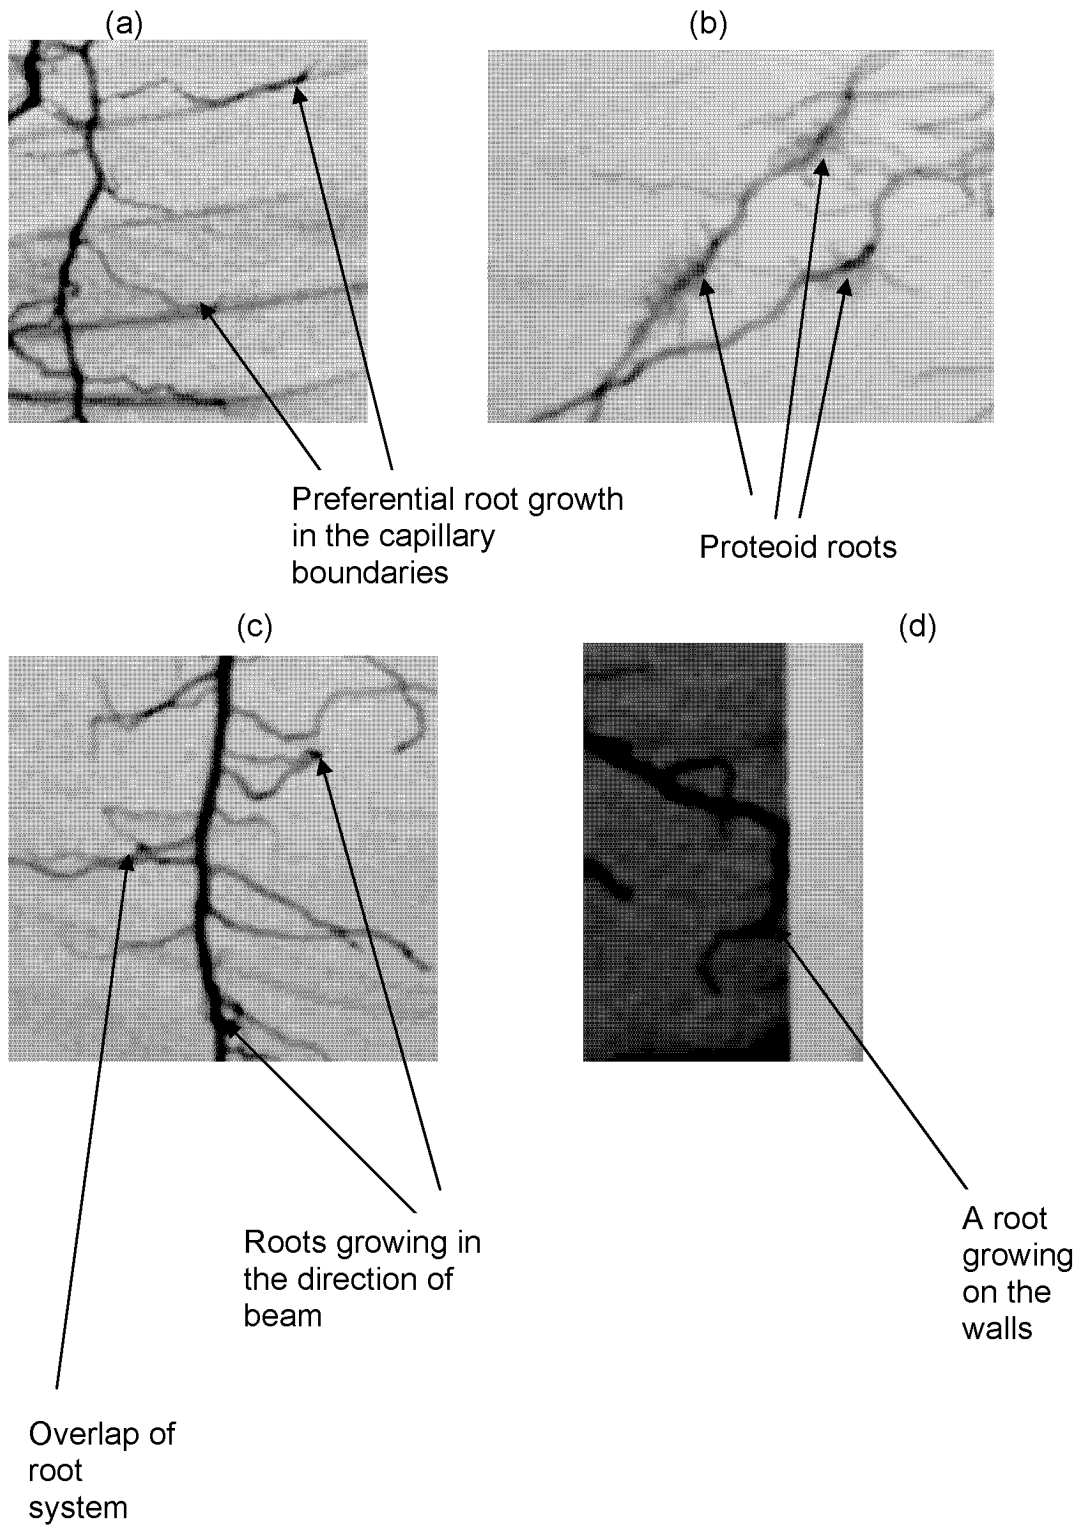 (a)
(b)
Preferential root growth
in the capillary
boundaries
Proteoid roots
(c)
(d)
Roots growing in
the direction of
beam
A root
growing
on the
walls
Overlap of
root
system